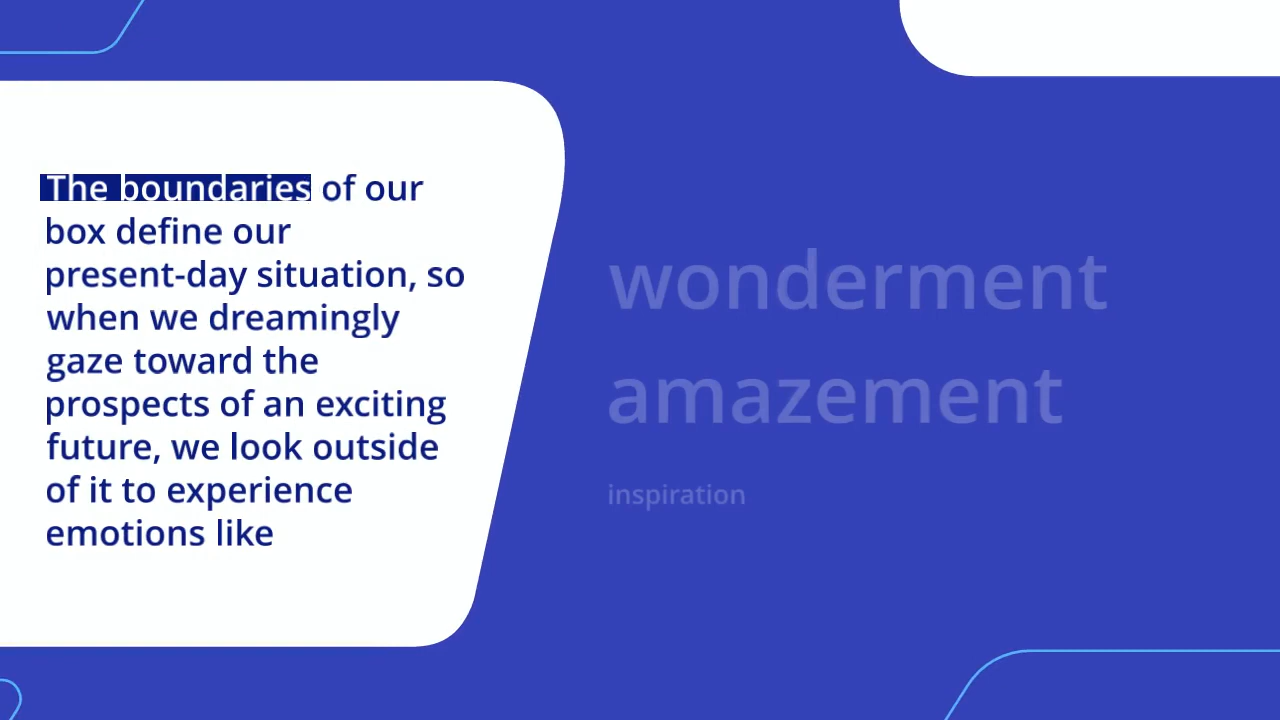 The boundaries of our
box define our
present-day situation, so
when we dreamingly
gaze toward the
prospects of an exciting
future, we look outside
of it to experience
emotions like
wonderment
amazement
inspiration